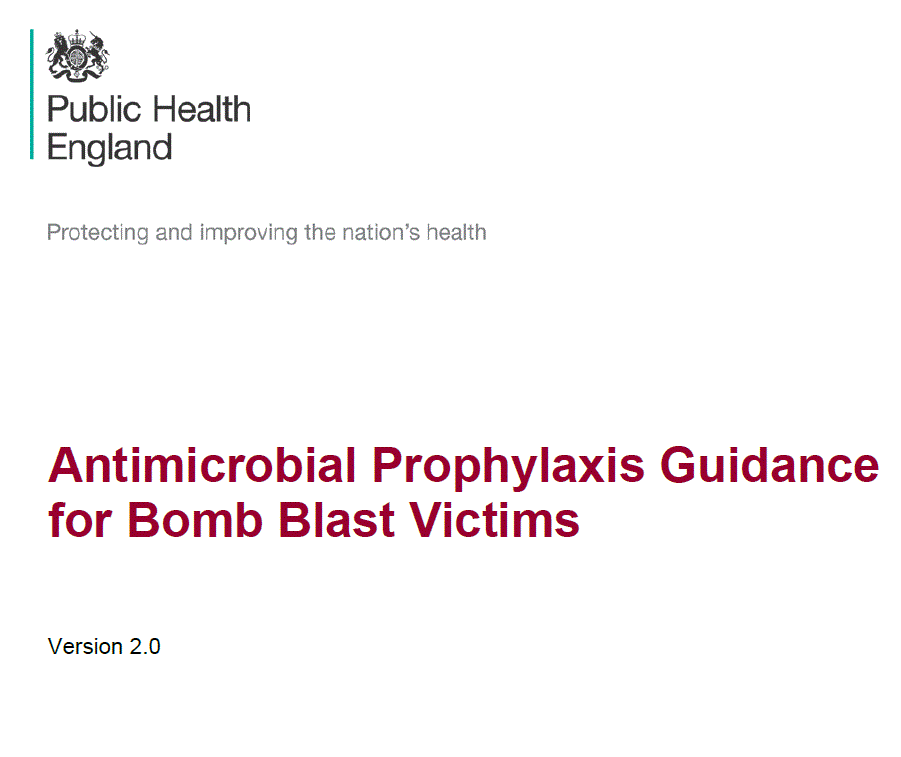 Public Health
England
Protecting and improving the nation's health
Antimicrobial Prophylaxis Guidance
for Bomb Blast Victims
Version 2.0